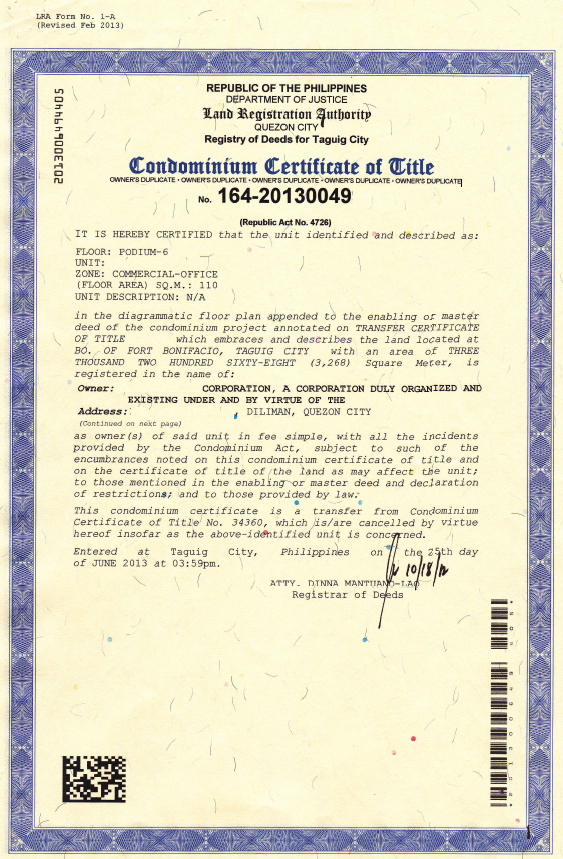 LRA Form No. 1-A
(Revised Feb 2013)
REPUBLIC OF THE PHILIPPINES
DEPARTMENT OF JUSTICE
Land Registration Authority
QUEZON CITY
Registry of Deeds for Taguig City
Condominium Certificate of Title
OWNER'S DUPLICATE • OWNER'S DUPLICATE • OWNER'S DUPLICATE • OWNER'S DUPLICATE • OWNER'S DUPLICATE
No. 164-20130049
(Republic Act No. 4726)
IT IS HEREBY CERTIFIED that the unit identified and described as:
FLOOR: PODIUM-6
UNIT:
ZONE: COMMERCIAL-OFFICE
(FLOOR AREA) SQ.M.: 110
UNIT DESCRIPTION: N/A
in the diagrammatic floor plan appended to the enabling or master
deed of the condominium project annotated on TRANSFER CERTIFICATE
OF TITLE which embraces and describes the land located at
BO. OF FORT BONIFACIO, TAGUIG CITY with an area of THREE
THOUSAND TWO HUNDRED SIXTY-EIGHT (3,268) Square Meter, is
registered in the name of:
Owner: CORPORATION, A CORPORATION DULY ORGANIZED AND
EXISTING UNDER AND BY VIRTUE OF THE
Address: DILIMAN, QUEZON CITY
(Continued on next page)
as owner(s) of said unit in fee simple, with all the incidents
provided by the Condominium Act, subject to such of the
encumbrances noted on this condominium certificate of title and
on the certificate of title of the land as may affect the unit;
to those mentioned in the enabling or master deed and declaration
of restrictions; and to those provided by law.
This condominium certificate is a transfer from Condominium
Certificate of Title No. 34360, which is/are cancelled by virtue
hereof insofar as the above-identified unit is concerned.
Entered at Taguig City, Philippines on the 25th day
of JUNE 2013 at 03:59pm.
10/18/12
ATTY. DINNA MANTUANO-LAO
Registrar of Deeds